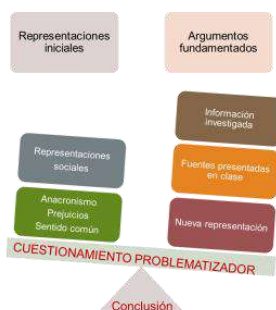 Representaciones
iniciales
Argumentos
fundamentados
Información
investigada
Representaciones
sociales
Fuentes presentadas
en clase
Anacronismo
Prejuicios
Sentido común
Nueva representación
CUESTIONAMIENTO PROBLEMATIZADOR
Conclusión